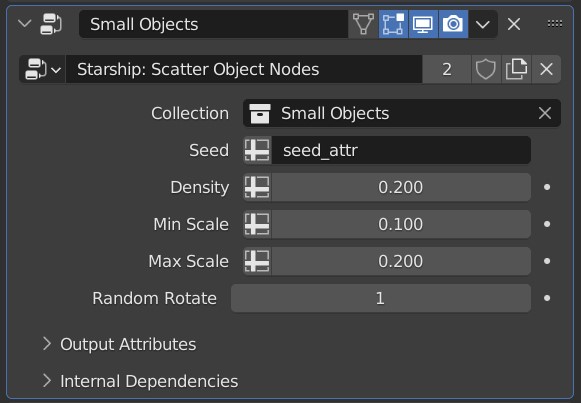 Small Objects
Starship: Scatter Object Nodes 2
Collection Small Objects
Seed seed_attr
Density 0.200
Min Scale 0.100
Max Scale 0.200
Random Rotate 1
Output Attributes
Internal Dependencies